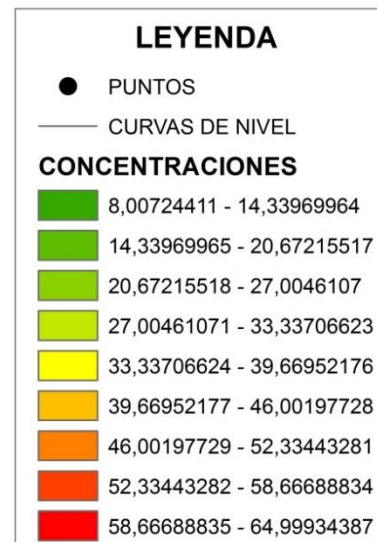 LEYENDA
PUNTOS
CURVAS DE NIVEL
CONCENTRACIONES
8,00724411 - 14,33969964
14,33969965 - 20,67215517
20,67215518 - 27,0046107
27,00461071 - 33,33706623
33,33706624 - 39,66952176
39,66952177 - 46,00197728
46,00197729 - 52,33443281
52,33443282 - 58,66688834
58,66688835 - 64,99934387